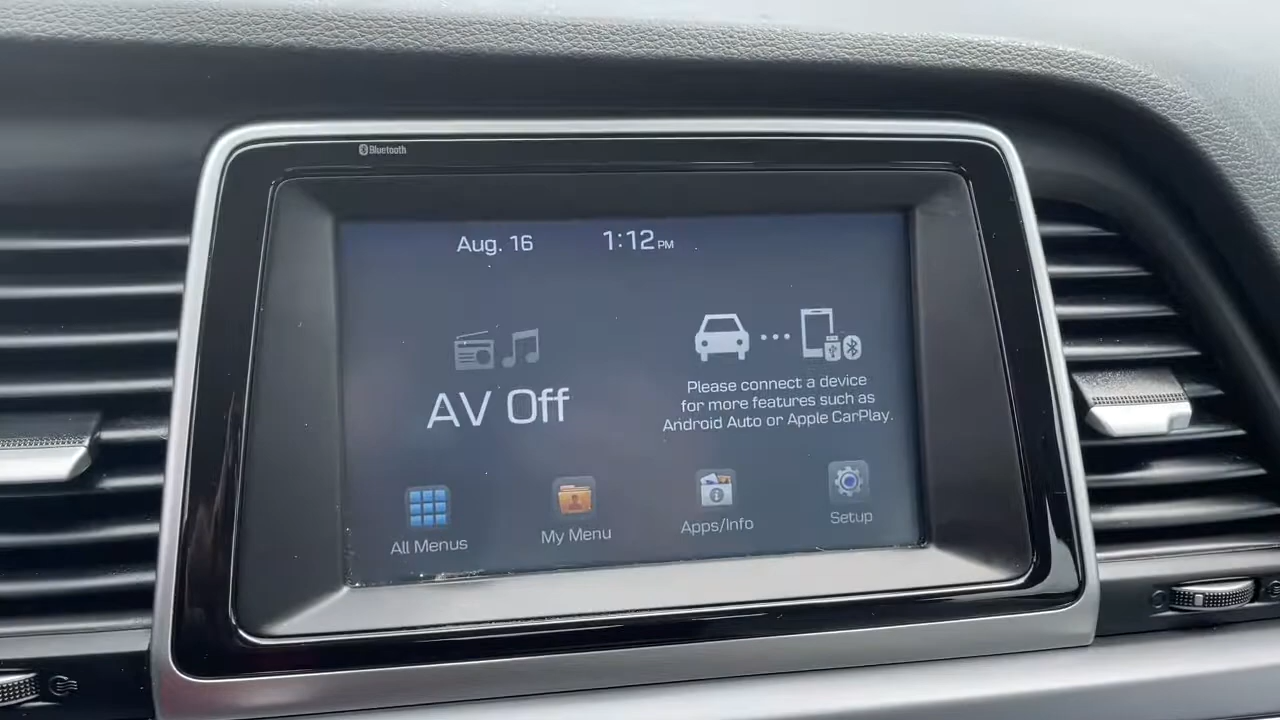 Bluetooth
Aug. 16
1:12 PM
AV Off
Please connect a device
for more features such as
Android Auto or Apple CarPlay.
All Menus
My Menu
Apps/Info
Setup